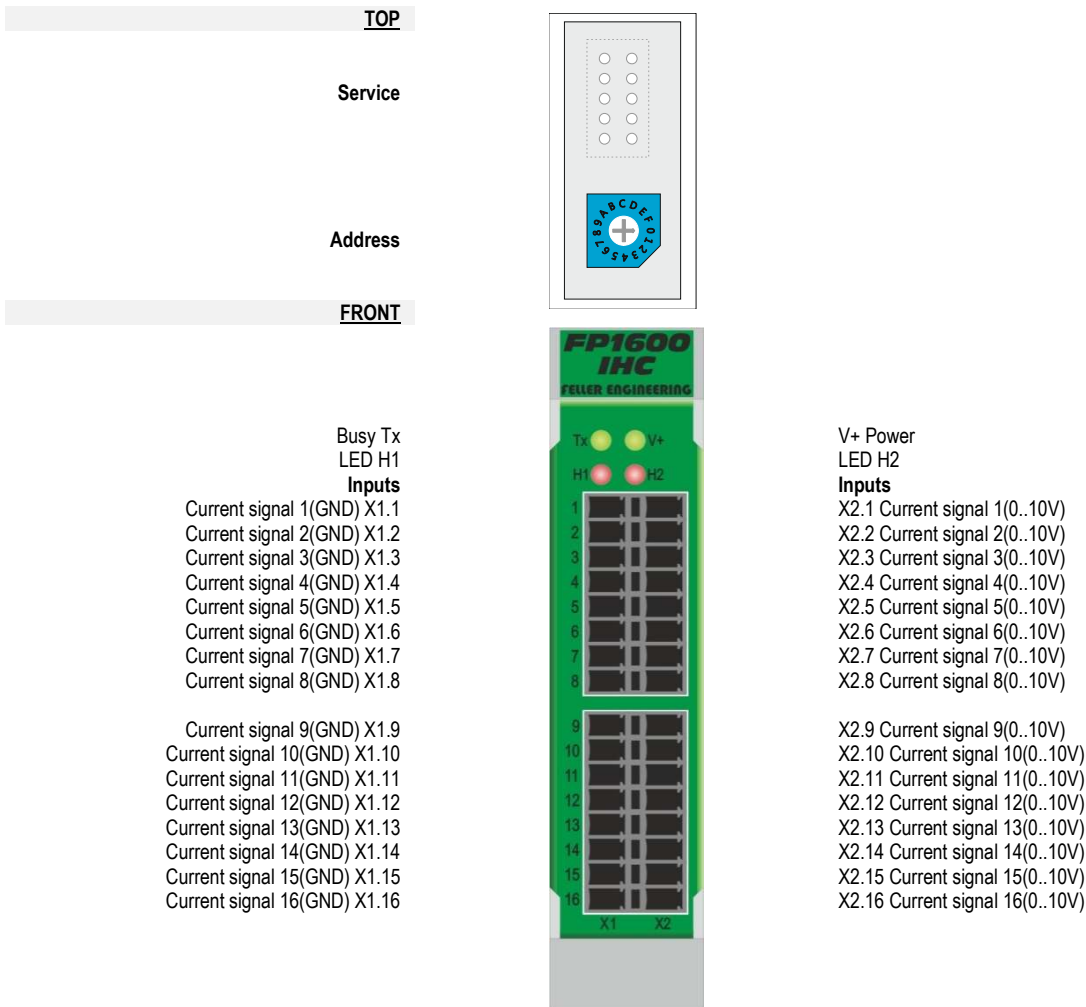 TOP
Service
8 9 A B C D E F 0 1 2 3 4 5 6 7
Address
FRONT
FP1600
IHC
FELLER ENGINEERING
Busy Tx
Tx V+
V+ Power
LED H1
H1 H2
LED H2
Inputs
Inputs
Current signal 1(GND) X1.1
1
X2.1 Current signal 1(0..10V)
Current signal 2(GND) X1.2
2
X2.2 Current signal 2(0..10V)
Current signal 3(GND) X1.3
3
X2.3 Current signal 3(0..10V)
Current signal 4(GND) X1.4
4
X2.4 Current signal 4(0..10V)
Current signal 5(GND) X1.5
5
X2.5 Current signal 5(0..10V)
Current signal 6(GND) X1.6
6
X2.6 Current signal 6(0..10V)
Current signal 7(GND) X1.7
7
X2.7 Current signal 7(0..10V)
Current signal 8(GND) X1.8
8
X2.8 Current signal 8(0..10V)
Current signal 9(GND) X1.9
9
X2.9 Current signal 9(0..10V)
Current signal 10(GND) X1.10
10
X2.10 Current signal 10(0..10V)
Current signal 11(GND) X1.11
11
X2.11 Current signal 11(0..10V)
Current signal 12(GND) X1.12
12
X2.12 Current signal 12(0..10V)
Current signal 13(GND) X1.13
13
X2.13 Current signal 13(0..10V)
Current signal 14(GND) X1.14
14
X2.14 Current signal 14(0..10V)
Current signal 15(GND) X1.15
15
X2.15 Current signal 15(0..10V)
Current signal 16(GND) X1.16
16
X2.16 Current signal 16(0..10V)
X1 X2